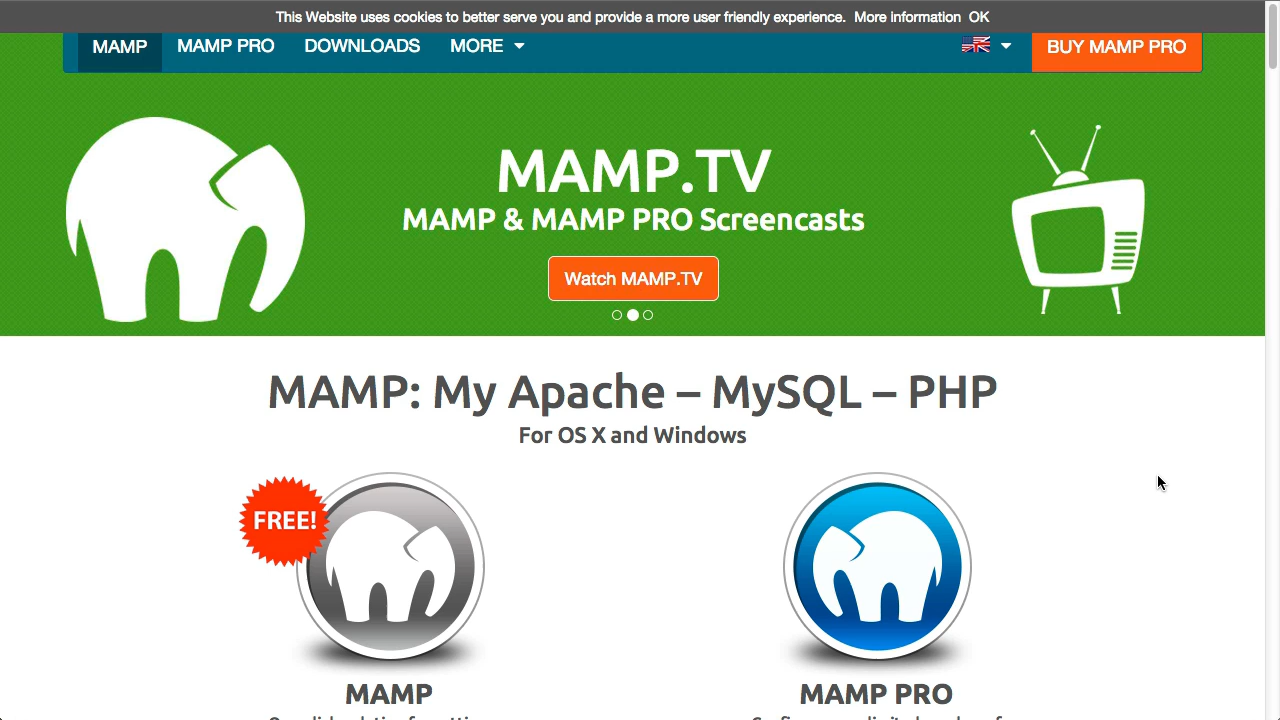 This Website uses cookies to better serve you and provide a more user friendly experience. More information OK
MAMP MAMP PRO DOWNLOADS MORE BUY MAMP PRO
MAMP.TV
MAMP & MAMP PRO Screencasts
Watch MAMP.TV
MAMP: My Apache – MySQL – PHP
For OS X and Windows
FREE!
MAMP MAMP PRO